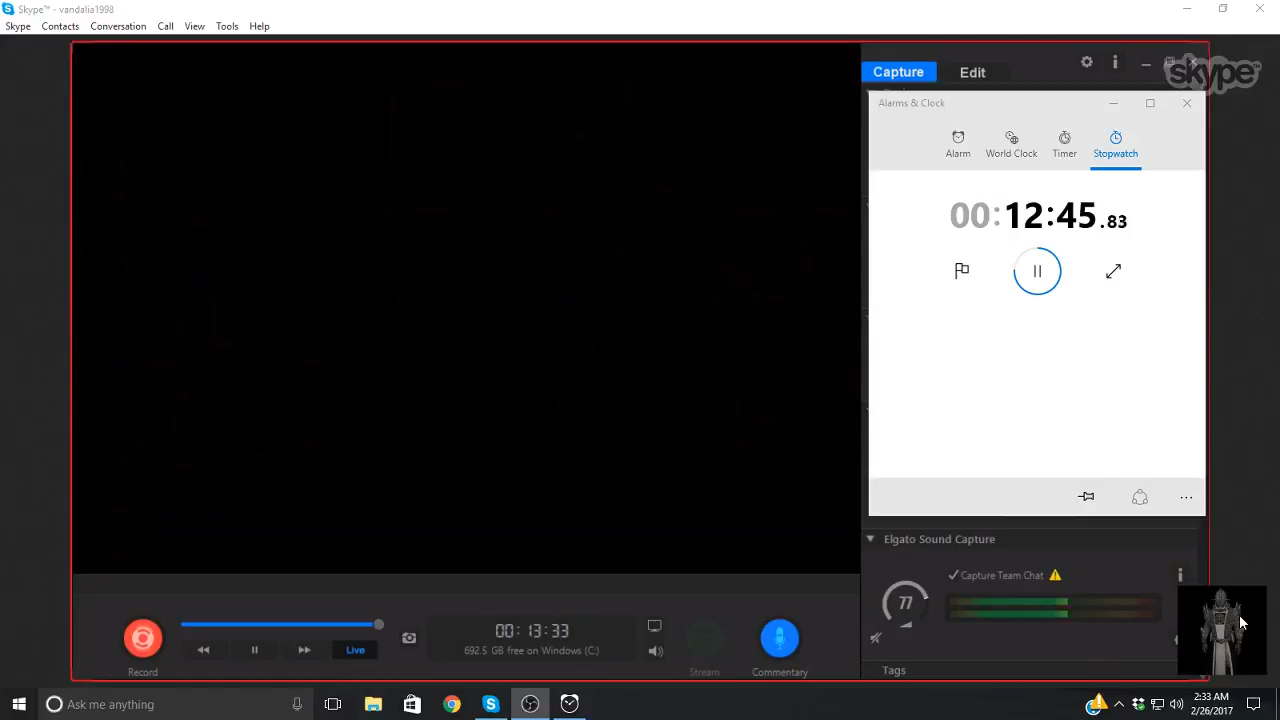 Skype™ - vandalia1998
Skype Contacts Conversation Call View Tools Help
Capture Edit
skype
Alarms & Clock
Alarm World Clock Timer Stopwatch
00:12:45.83
Elgato Sound Capture
77
Capture Team Chat
00:13:33
692.5 GB free on Windows (C:)
Live
Record
Stream
Commentary
Tags
Ask me anything
2:33 AM
2/26/2017